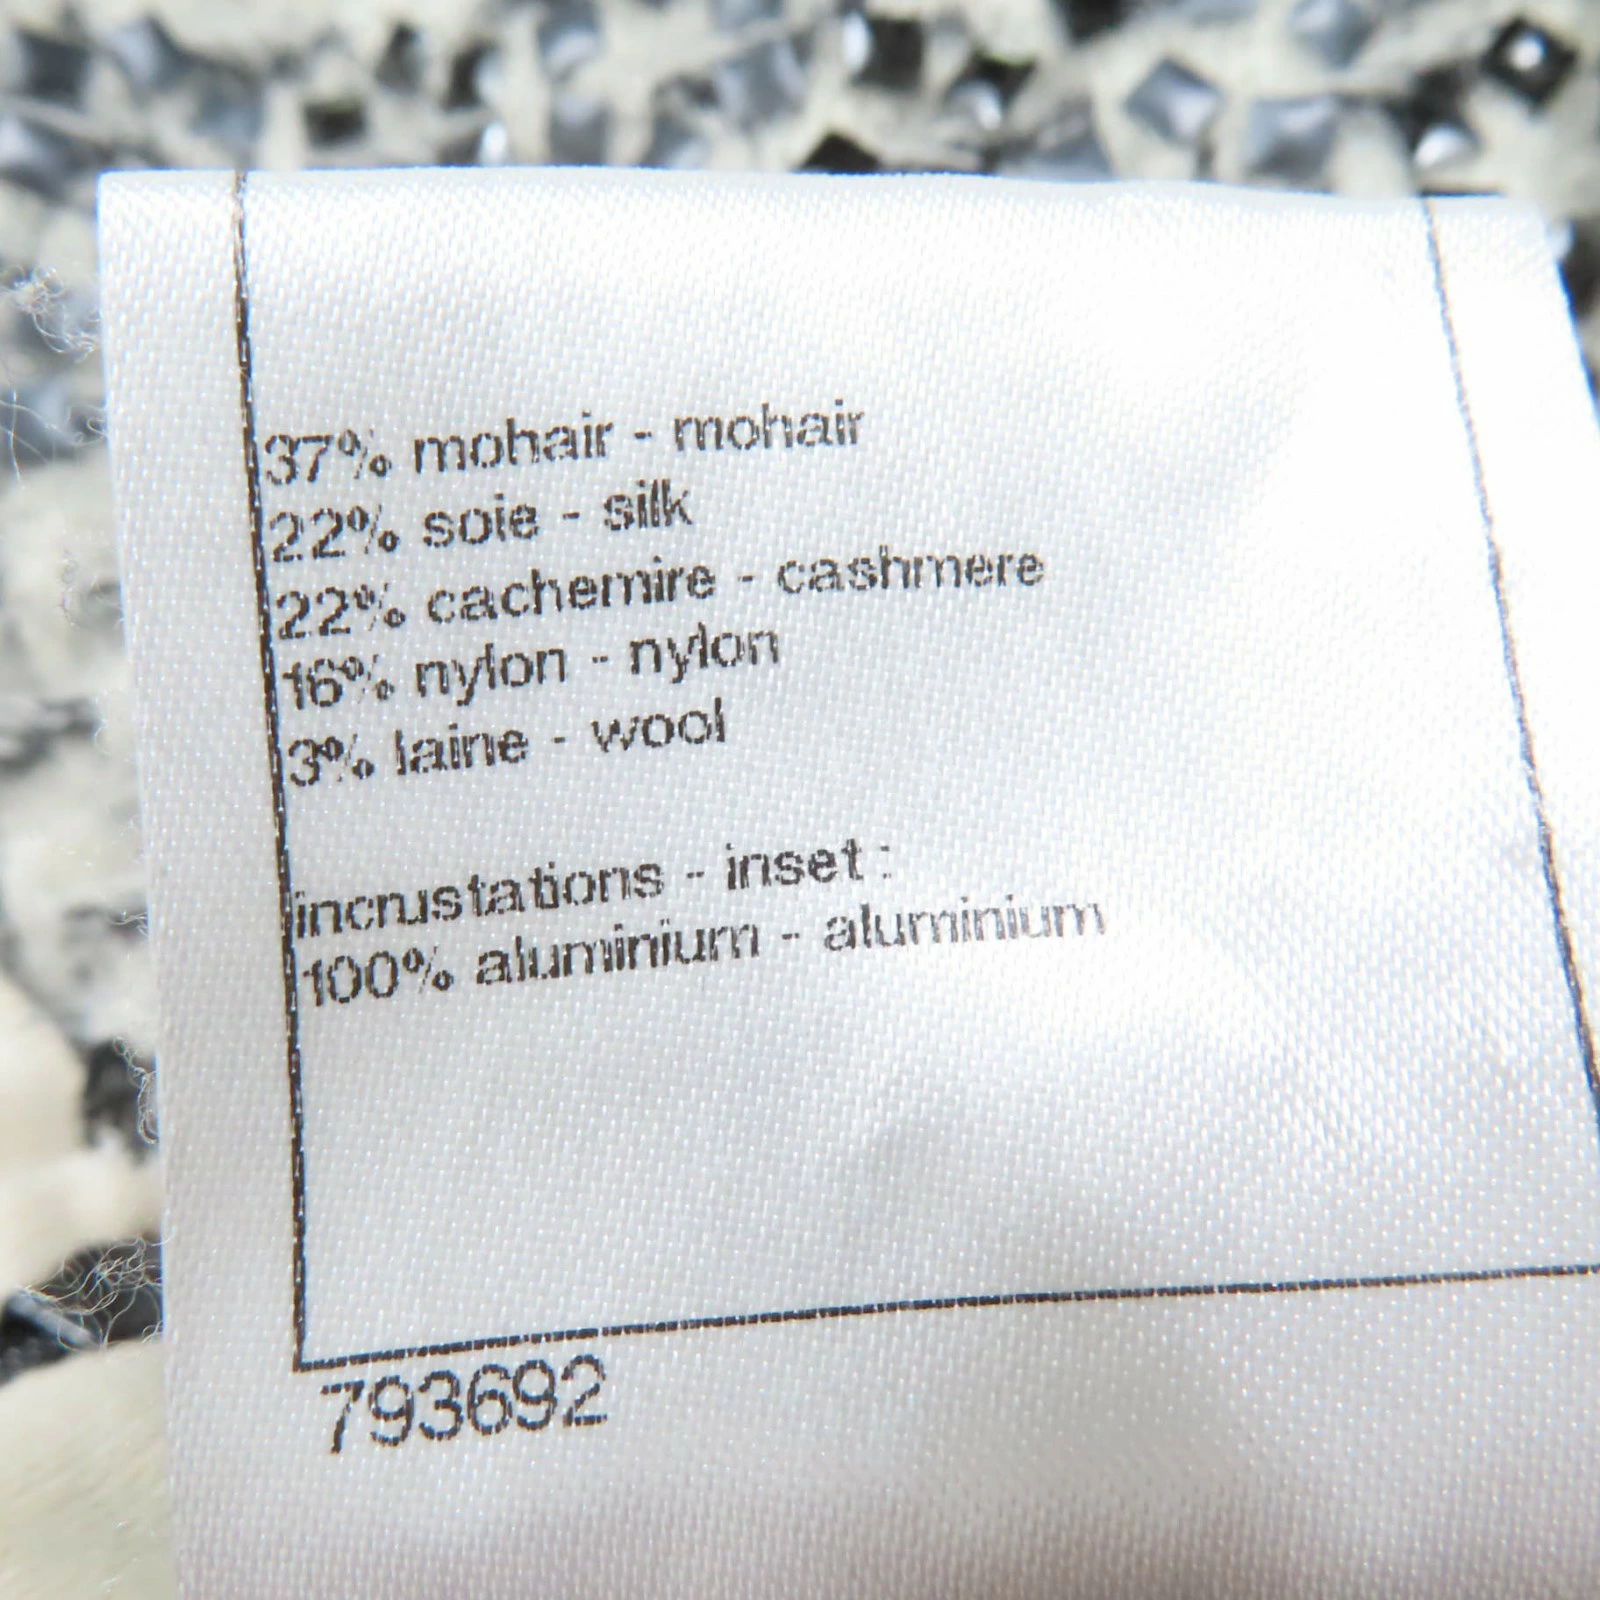 37% mohair - mohair
22% soie - silk
22% cachemire - cashmere
16% nylon - nylon
3% laine - wool
incrustations - inset :
100% aluminium - aluminium
793692